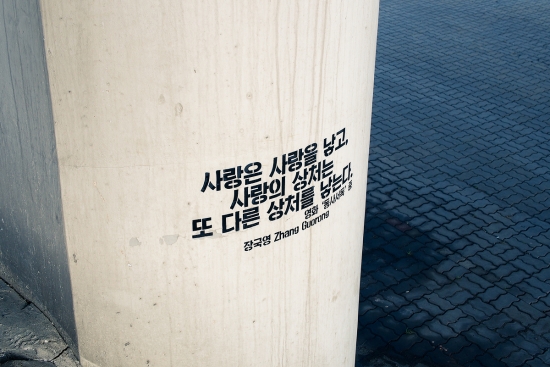 사랑은 사랑을 낳고,
사랑의 상처는
또 다른 상처를 낳는다.
영화 '동사서독' 중
장국영 Zhang Guorong